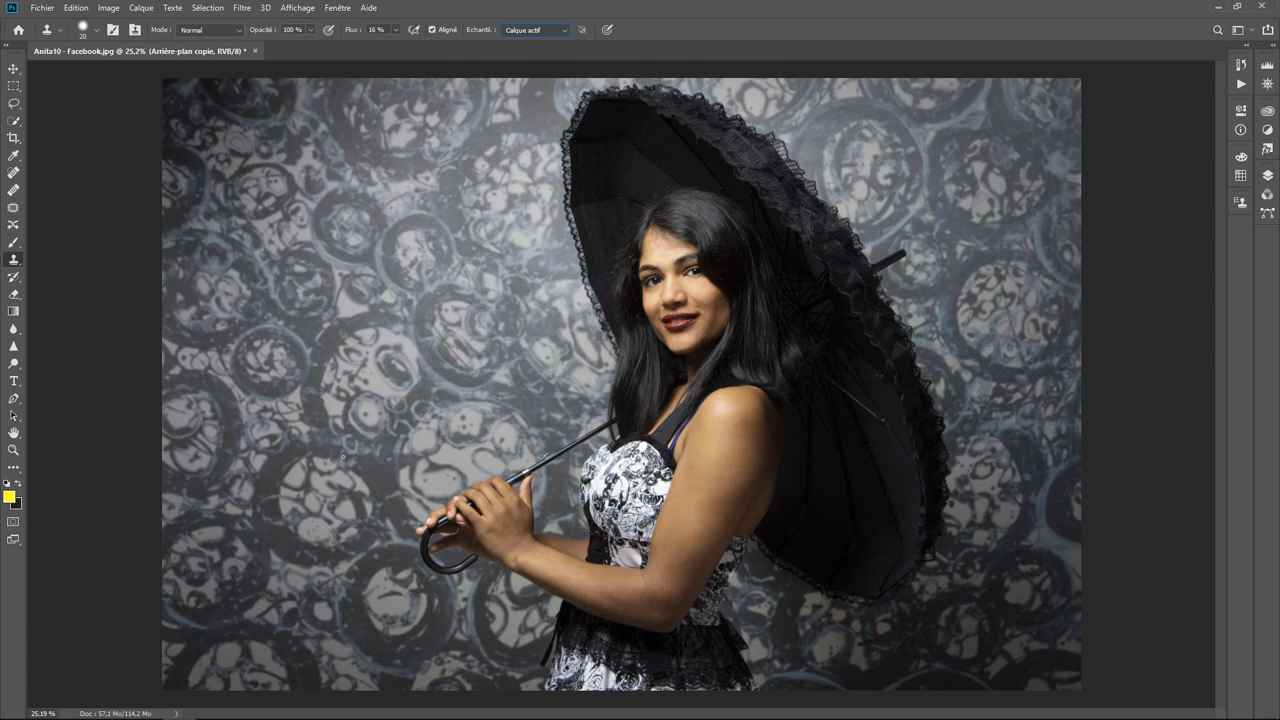 Ps Fichier Edition Image Calque Texte Sélection Filtre 3D Affichage Fenêtre Aide
20 Mode : Normal Opacité : 100 % Flux : 16 % Aligné Echantil. : Calque actif
Anita10 - Facebook.jpg @ 25,2% (Arrière-plan copie, RVB/8) * ×
25,19 % Doc : 57,1 Mo/114,2 Mo